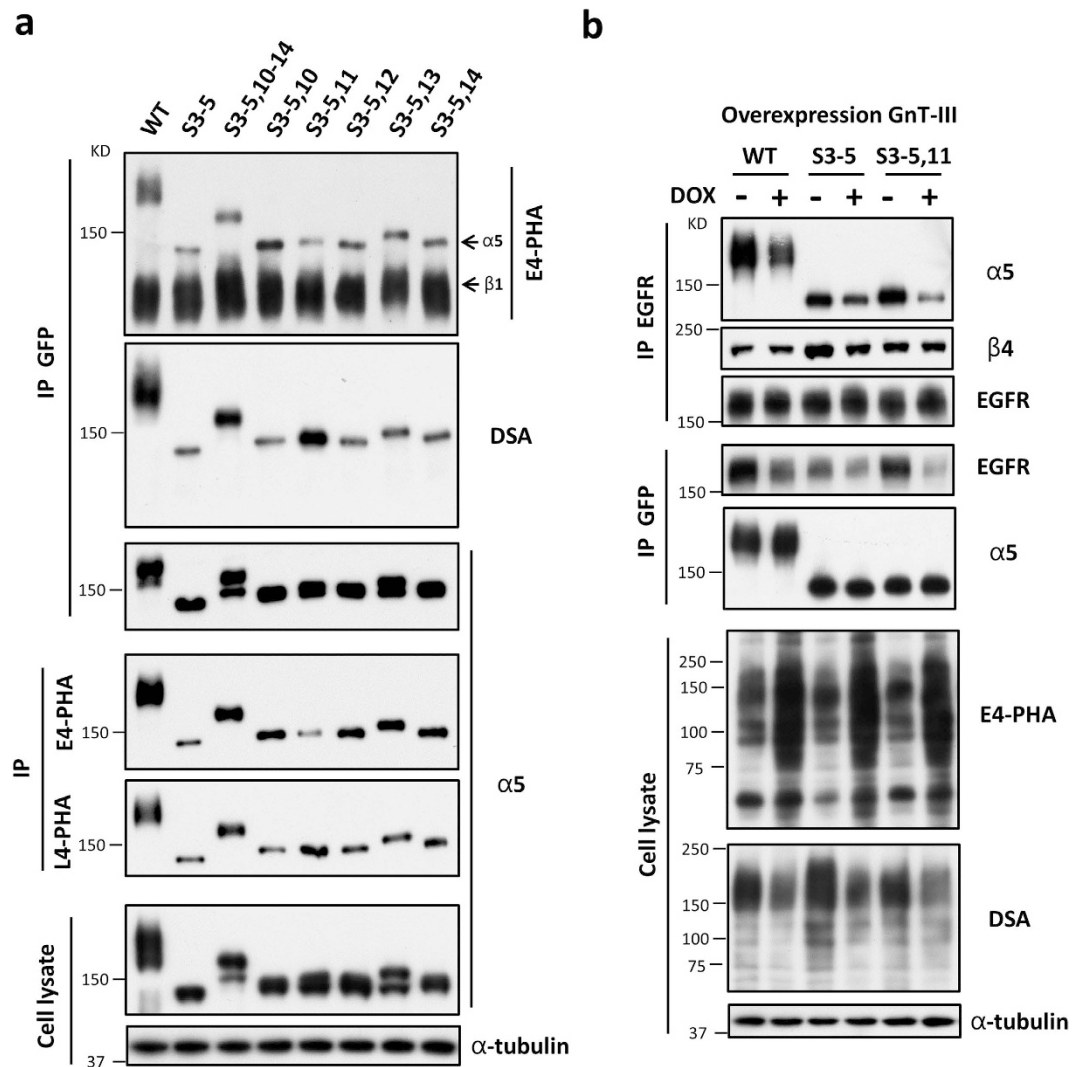 a
WT
S3-5
S3-5,10-14
S3-5,10
S3-5,11
S3-5,12
S3-5,13
S3-5,14
KD
150
α5
β1
E4-PHA
IP GFP
150
DSA
150
IP
E4-PHA
150
α5
L4-PHA
150
Cell lysate
150
37
α-tubulin
b
Overexpression GnT-III
WT S3-5 S3-5,11
DOX - + - + - +
KD
IP EGFR
150
α5
250
β4
150
EGFR
IP GFP
150
EGFR
150
α5
Cell lysate
250
150
100
75
E4-PHA
250
150
100
75
DSA
37
α-tubulin